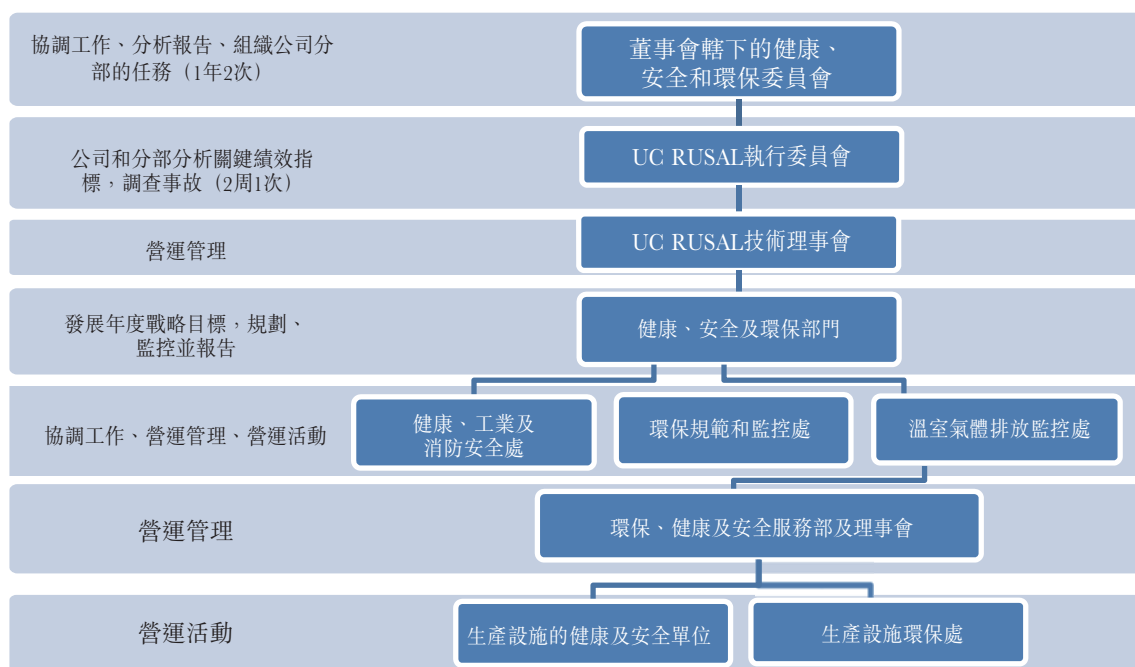 協調工作、分析報告、組織公司分
部的任務（1年2次）
董事會轄下的健康、
安全和環保委員會
公司和分部分析關鍵績效指
標，調查事故（2周1次）
UC RUSAL執行委員會
營運管理
UC RUSAL技術理事會
發展年度戰略目標，規劃、
監控並報告
健康、安全及環保部門
協調工作、營運管理、營運活動
健康、工業及
消防安全處
環保規範和監控處
溫室氣體排放監控處
營運管理
環保、健康及安全服務部及理事會
營運活動
生產設施的健康及安全單位
生產設施環保處